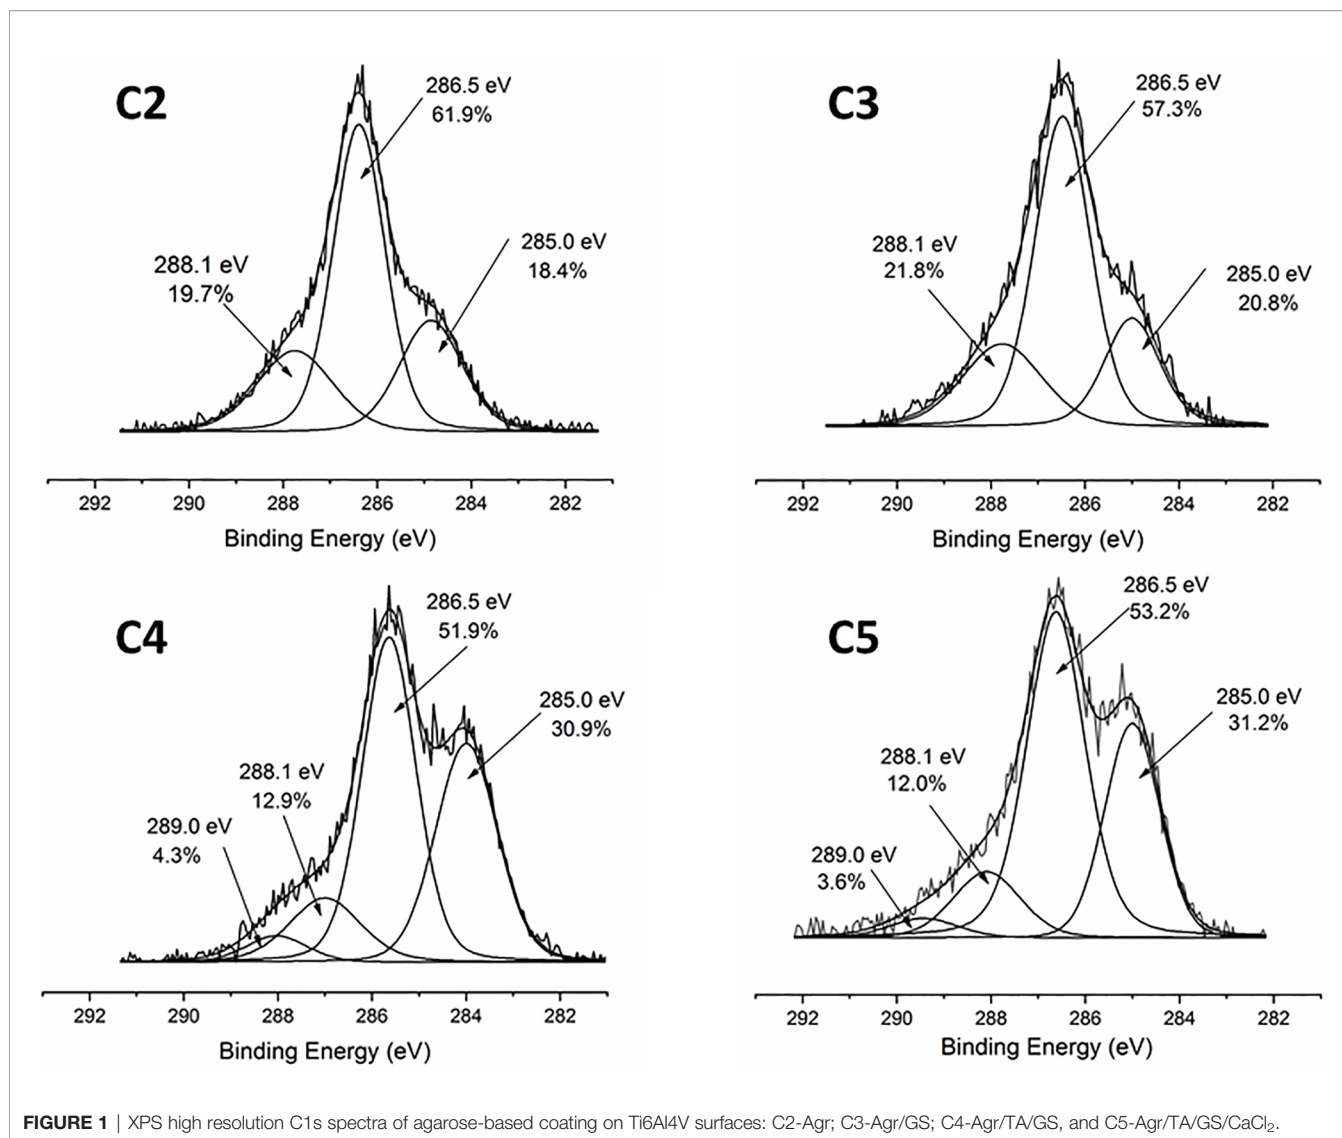 C2
286.5 eV
61.9%
285.0 eV
18.4%
288.1 eV
19.7%
292 290 288 286 284 282
Binding Energy (eV)
C3
286.5 eV
57.3%
288.1 eV
21.8%
285.0 eV
20.8%
292 290 288 286 284 282
Binding Energy (eV)
C4
286.5 eV
51.9%
285.0 eV
30.9%
288.1 eV
12.9%
289.0 eV
4.3%
292 290 288 286 284 282
Binding Energy (eV)
C5
286.5 eV
53.2%
285.0 eV
31.2%
288.1 eV
12.0%
289.0 eV
3.6%
292 290 288 286 284 282
Binding Energy (eV)
FIGURE 1 | XPS high resolution C1s spectra of agarose-based coating on Ti6Al4V surfaces: C2-Agr; C3-Agr/GS; C4-Agr/TA/GS, and C5-Agr/TA/GS/CaCl₂.